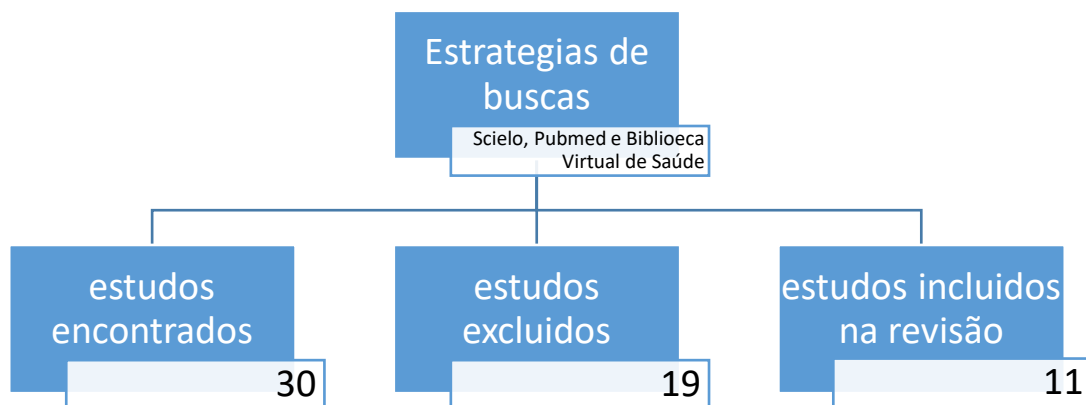 Estrategias de
buscas
Scielo, Pubmed e Biblioeca
Virtual de Saúde
estudos
encontrados
30
estudos
excluidos
19
estudos incluidos
na revisão
11